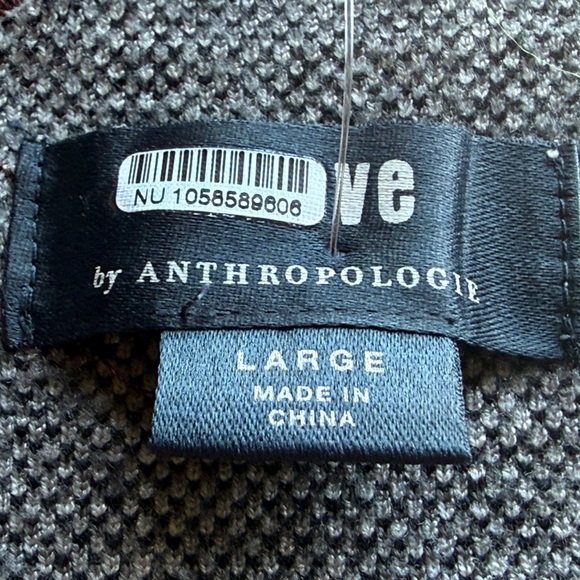 NU 1058589606
ve
by ANTHROPOLOGIE
LARGE
MADE IN
CHINA